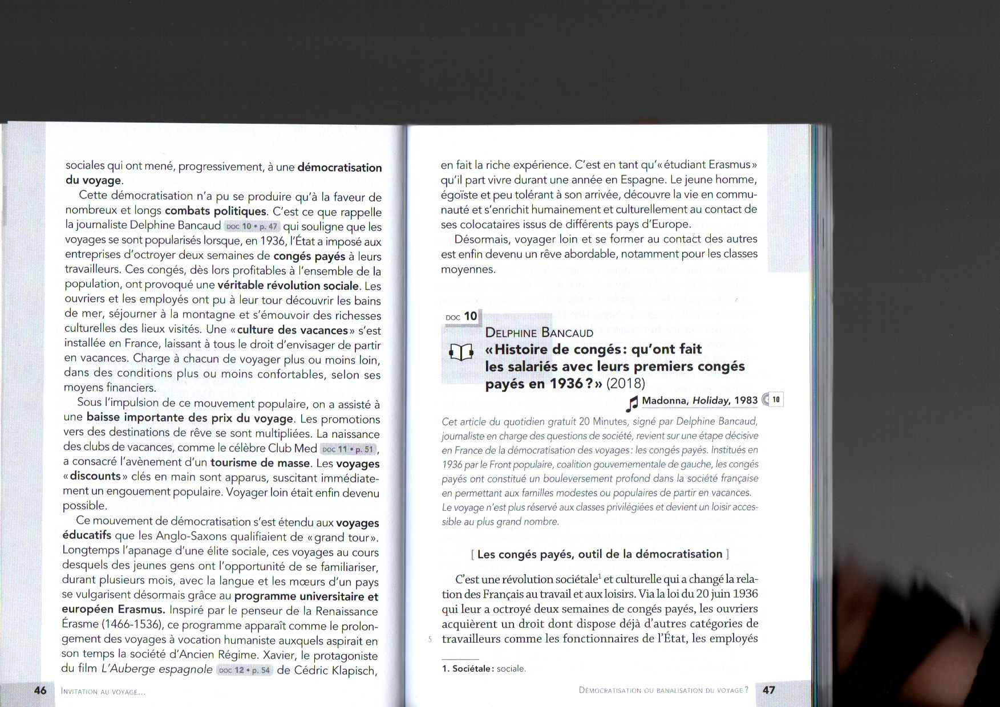 sociales qui ont mené, progressivement, à une démocratisation
du voyage.
Cette démocratisation n'a pu se produire qu'à la faveur de
nombreux et longs combats politiques. C'est ce que rappelle
la journaliste Delphine Bancaud DOC 10 • p. 47 qui souligne que les
voyages se sont popularisés lorsque, en 1936, l'État a imposé aux
entreprises d'octroyer deux semaines de congés payés à leurs
travailleurs. Ces congés, dès lors profitables à l'ensemble de la
population, ont provoqué une véritable révolution sociale. Les
ouvriers et les employés ont pu à leur tour découvrir les bains
de mer, séjourner à la montagne et s'émouvoir des richesses
culturelles des lieux visités. Une « culture des vacances » s'est
installée en France, laissant à tous le droit d'envisager de partir
en vacances. Charge à chacun de voyager plus ou moins loin,
dans des conditions plus ou moins confortables, selon ses
moyens financiers.
Sous l'impulsion de ce mouvement populaire, on a assisté à
une baisse importante des prix du voyage. Les promotions
vers des destinations de rêve se sont multipliées. La naissance
des clubs de vacances, comme le célèbre Club Med DOC 11 • p. 51 ,
a consacré l'avènement d'un tourisme de masse. Les voyages
« discounts » clés en main sont apparus, suscitant immédiate-
ment un engouement populaire. Voyager loin était enfin devenu
possible.
Ce mouvement de démocratisation s'est étendu aux voyages
éducatifs que les Anglo-Saxons qualifiaient de « grand tour ».
Longtemps l'apanage d'une élite sociale, ces voyages au cours
desquels des jeunes gens ont l'opportunité de se familiariser,
durant plusieurs mois, avec la langue et les mœurs d'un pays
se vulgarisent désormais grâce au programme universitaire et
européen Erasmus. Inspiré par le penseur de la Renaissance
Érasme (1466-1536), ce programme apparaît comme le prolon-
gement des voyages à vocation humaniste auxquels aspirait en
son temps la société d'Ancien Régime. Xavier, le protagoniste
du film L'Auberge espagnole DOC 12 • p. 54 de Cédric Klapisch,
46 INVITATION AU VOYAGE...
en fait la riche expérience. C'est en tant qu'« étudiant Erasmus »
qu'il part vivre durant une année en Espagne. Le jeune homme,
égoïste et peu tolérant à son arrivée, découvre la vie en commu-
nauté et s'enrichit humainement et culturellement au contact de
ses colocataires issus de différents pays d'Europe.
Désormais, voyager loin et se former au contact des autres
est enfin devenu un rêve abordable, notamment pour les classes
moyennes.
DOC 10
DELPHINE BANCAUD
« Histoire de congés : qu'ont fait
les salariés avec leurs premiers congés
payés en 1936 ? » (2018)
Madonna, Holiday, 1983 10
Cet article du quotidien gratuit 20 Minutes, signé par Delphine Bancaud,
journaliste en charge des questions de société, revient sur une étape décisive
en France de la démocratisation des voyages : les congés payés. Institués en
1936 par le Front populaire, coalition gouvernementale de gauche, les congés
payés ont constitué un bouleversement profond dans la société française
en permettant aux familles modestes ou populaires de partir en vacances.
Le voyage n'est plus réservé aux classes privilégiées et devient un loisir acces-
sible au plus grand nombre.
[ Les congés payés, outil de la démocratisation ]
C'est une révolution sociétale1 et culturelle qui a changé la rela-
tion des Français au travail et aux loisirs. Via la loi du 20 juin 1936
qui leur a octroyé deux semaines de congés payés, les ouvriers
acquièrent un droit dont dispose déjà d'autres catégories de
5 travailleurs comme les fonctionnaires de l'État, les employés
1. Sociétale : sociale.
DÉMOCRATISATION OU BANALISATION DU VOYAGE ? 47